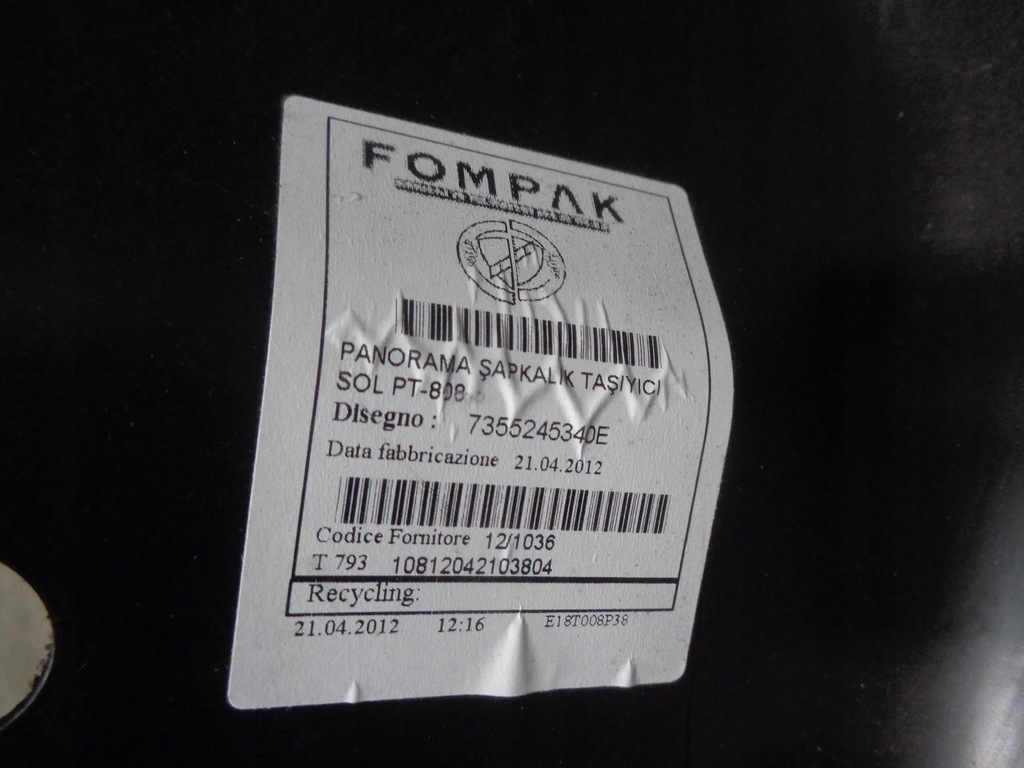 FOMPAK
PANORAMA ŞAPKALIK TAŞIYICI
SOL PT-808
Disegno : 7355245340E
Data fabbricazione 21.04.2012
Codice Fornitore 12/1036
T 793 10812042103804
Recycling:
21.04.2012 12:16 E18T008P38